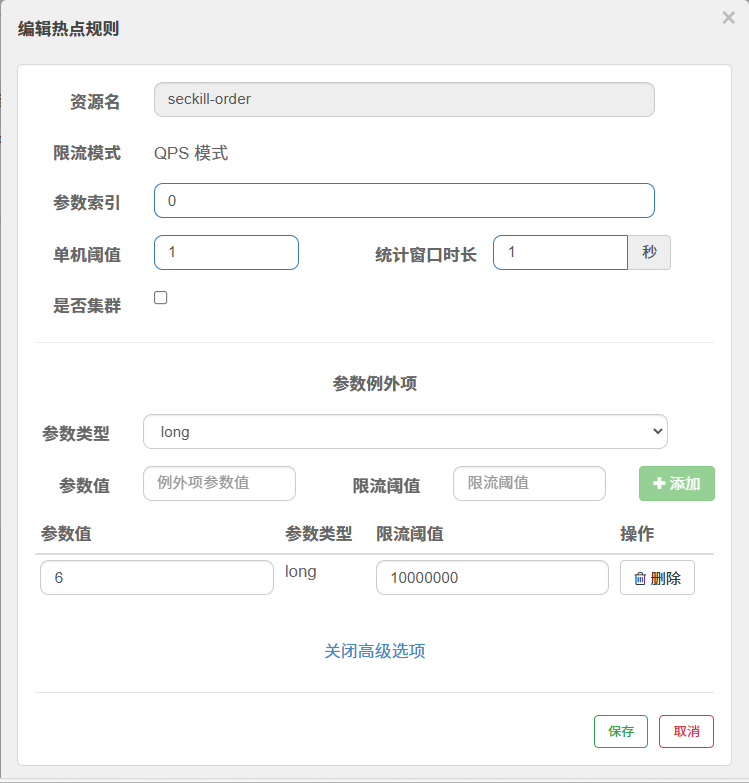 编辑热点规则
×
资源名 seckill-order
限流模式 QPS 模式
参数索引 0
单机阈值 1 统计窗口时长 1 秒
是否集群
参数例外项
参数类型 long
参数值 例外项参数值 限流阈值 限流阈值 添加
参数值 参数类型 限流阈值 操作
6 long 10000000 删除
关闭高级选项
保存 取消